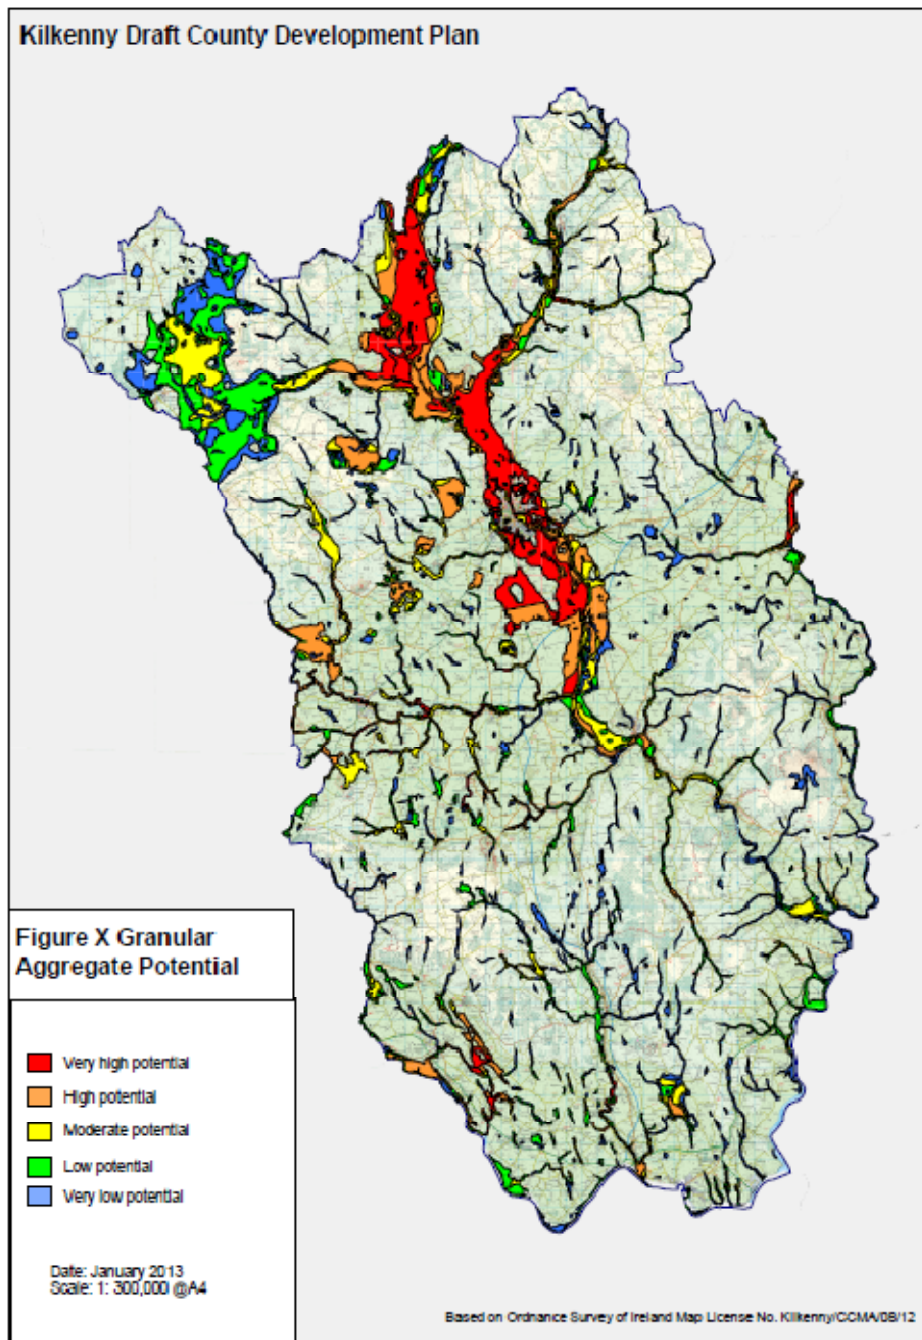 Kilkenny Draft County Development Plan
Figure X Granular
Aggregate Potential
Very high potential
High potential
Moderate potential
Low potential
Very low potential
Date: January 2013
Scale: 1: 300,000 @A4
Based on Ordnance Survey of Ireland Map License No. Kilkenny/CCMA/08/12